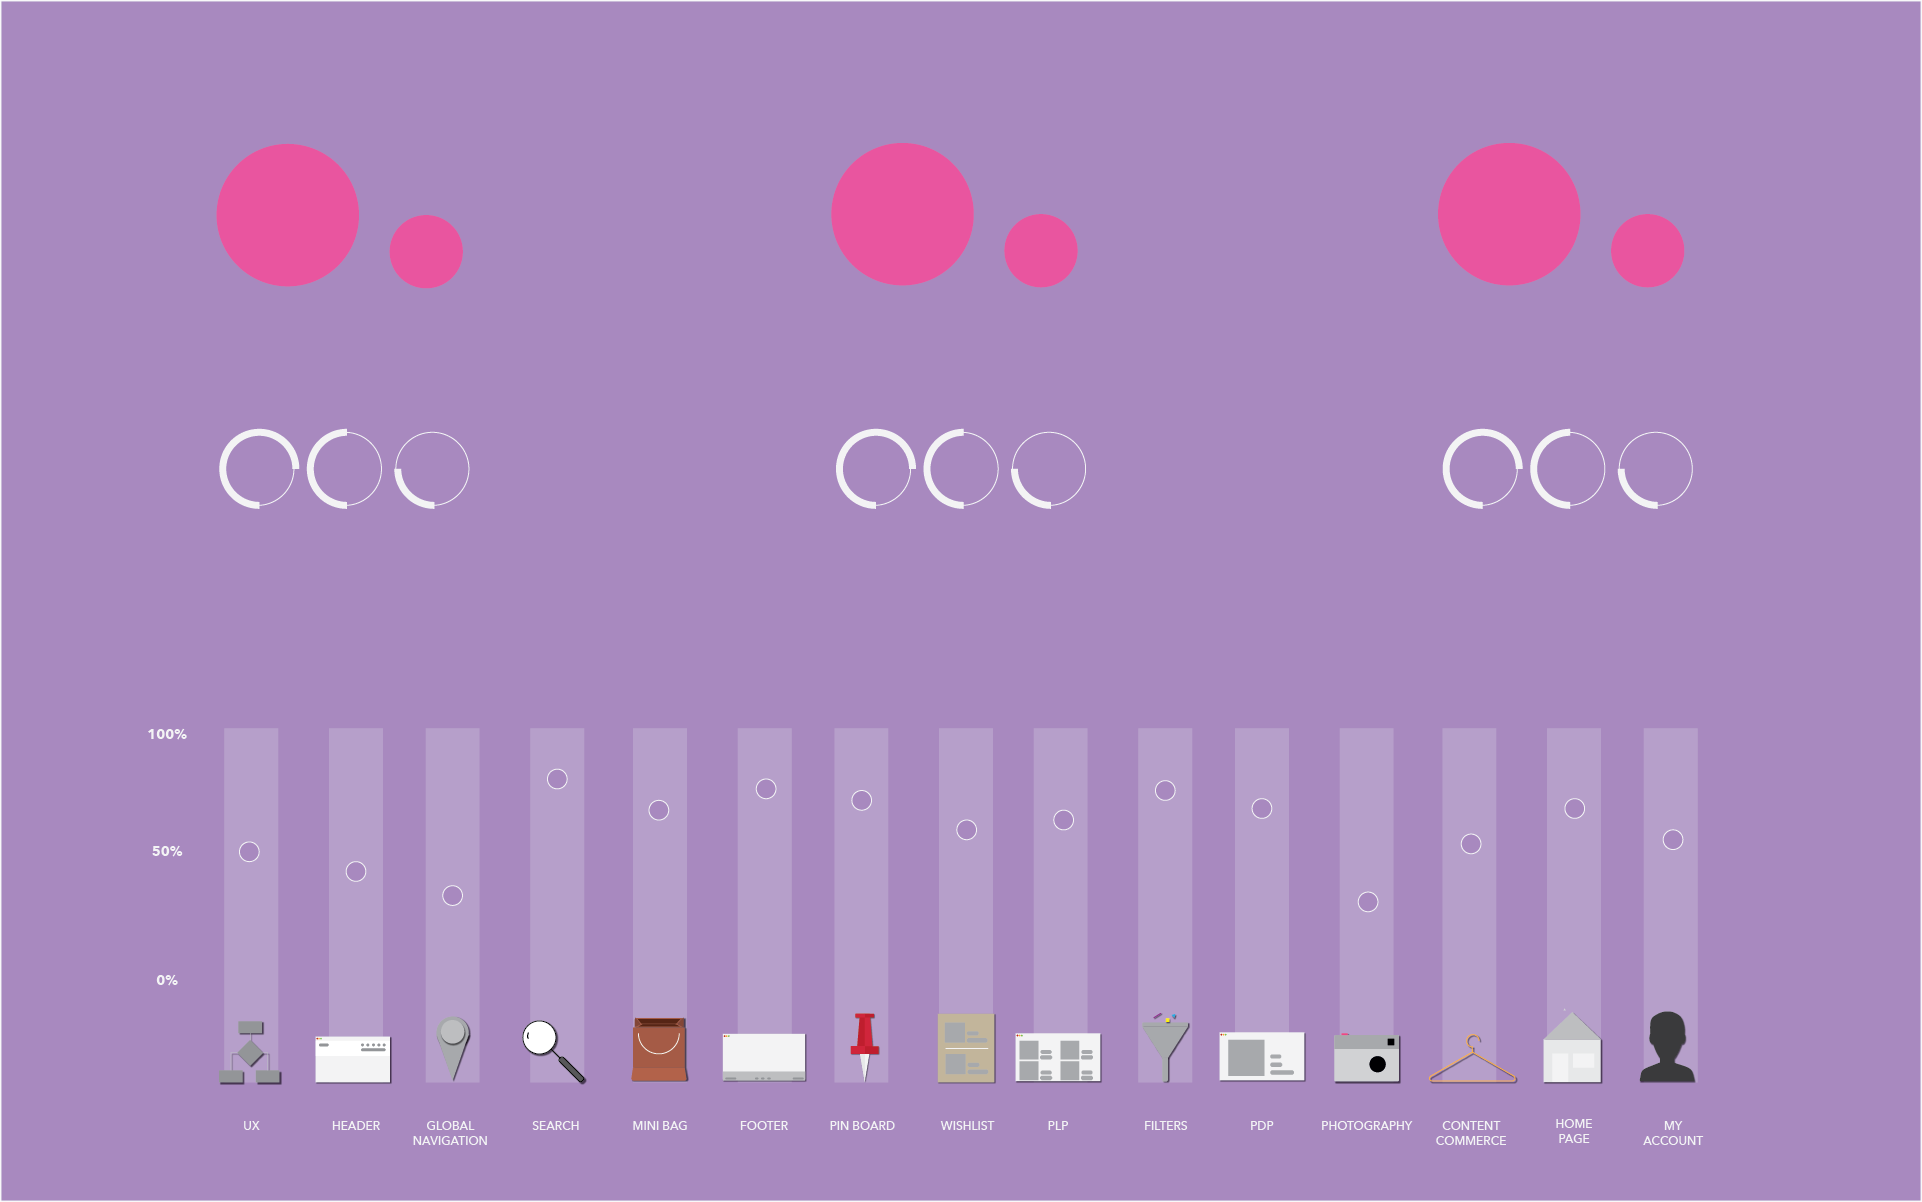 100%
50%
0%
UX
HEADER
GLOBAL
NAVIGATION
SEARCH
MINI BAG
FOOTER
PIN BOARD
WISHLIST
PLP
FILTERS
PDP
PHOTOGRAPHY
CONTENT
COMMERCE
HOME
PAGE
MY
ACCOUNT